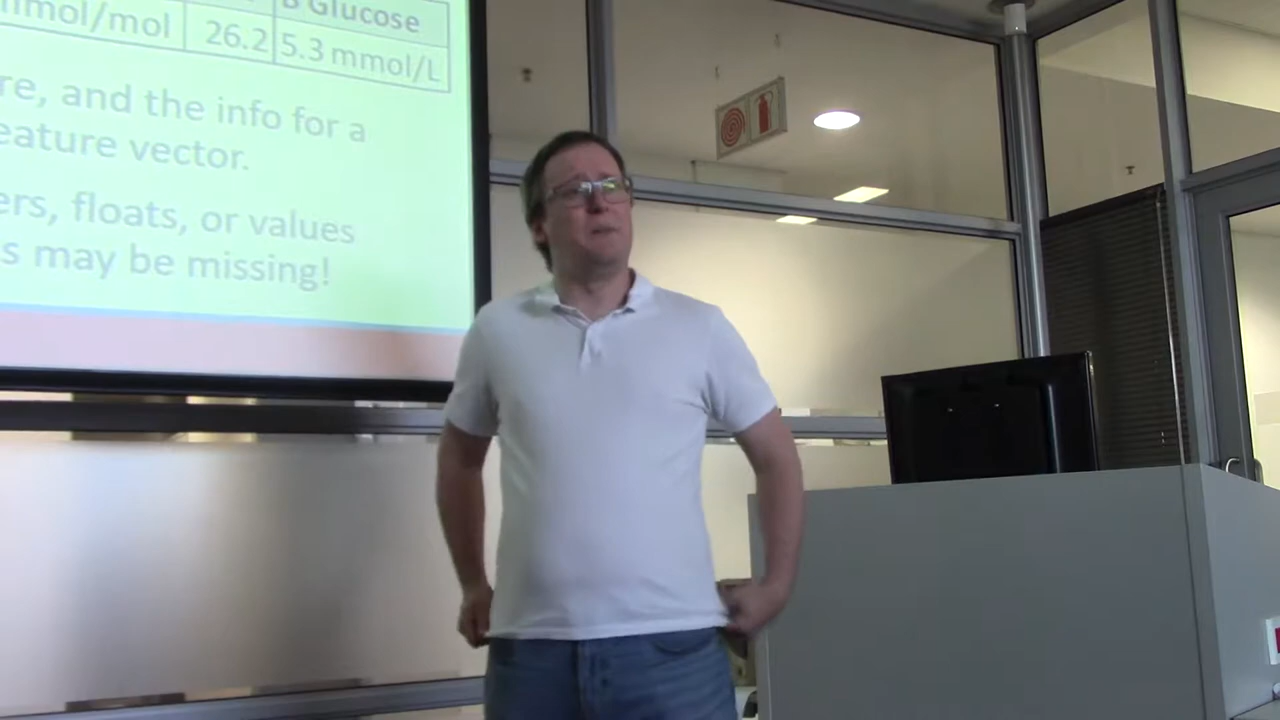 B Glucose
mmol/mol 26.2 5.3 mmol/L
re, and the info for a
eature vector.
ers, floats, or values
s may be missing!